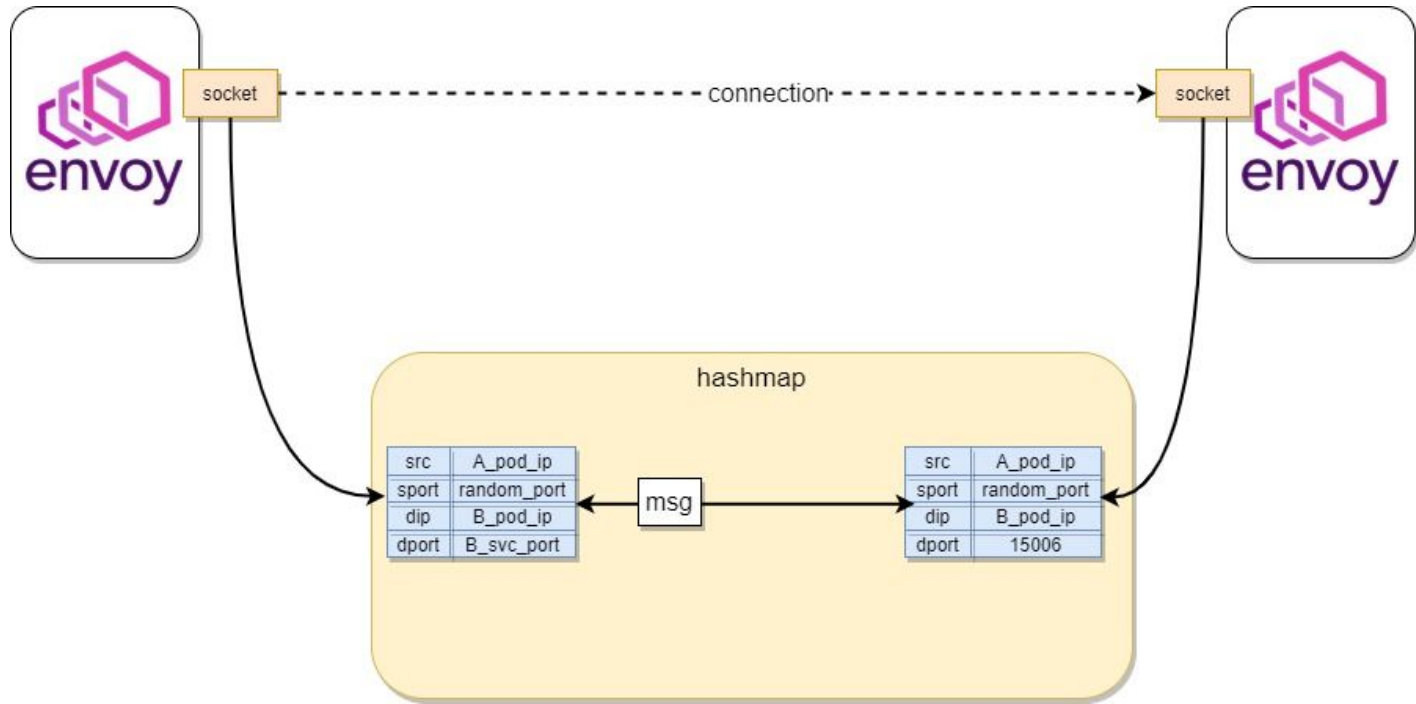 socket
connection
socket
envoy
envoy
hashmap
src A_pod_ip
sport random_port
dip B_pod_ip
dport B_svc_port
msg
src A_pod_ip
sport random_port
dip B_pod_ip
dport 15006